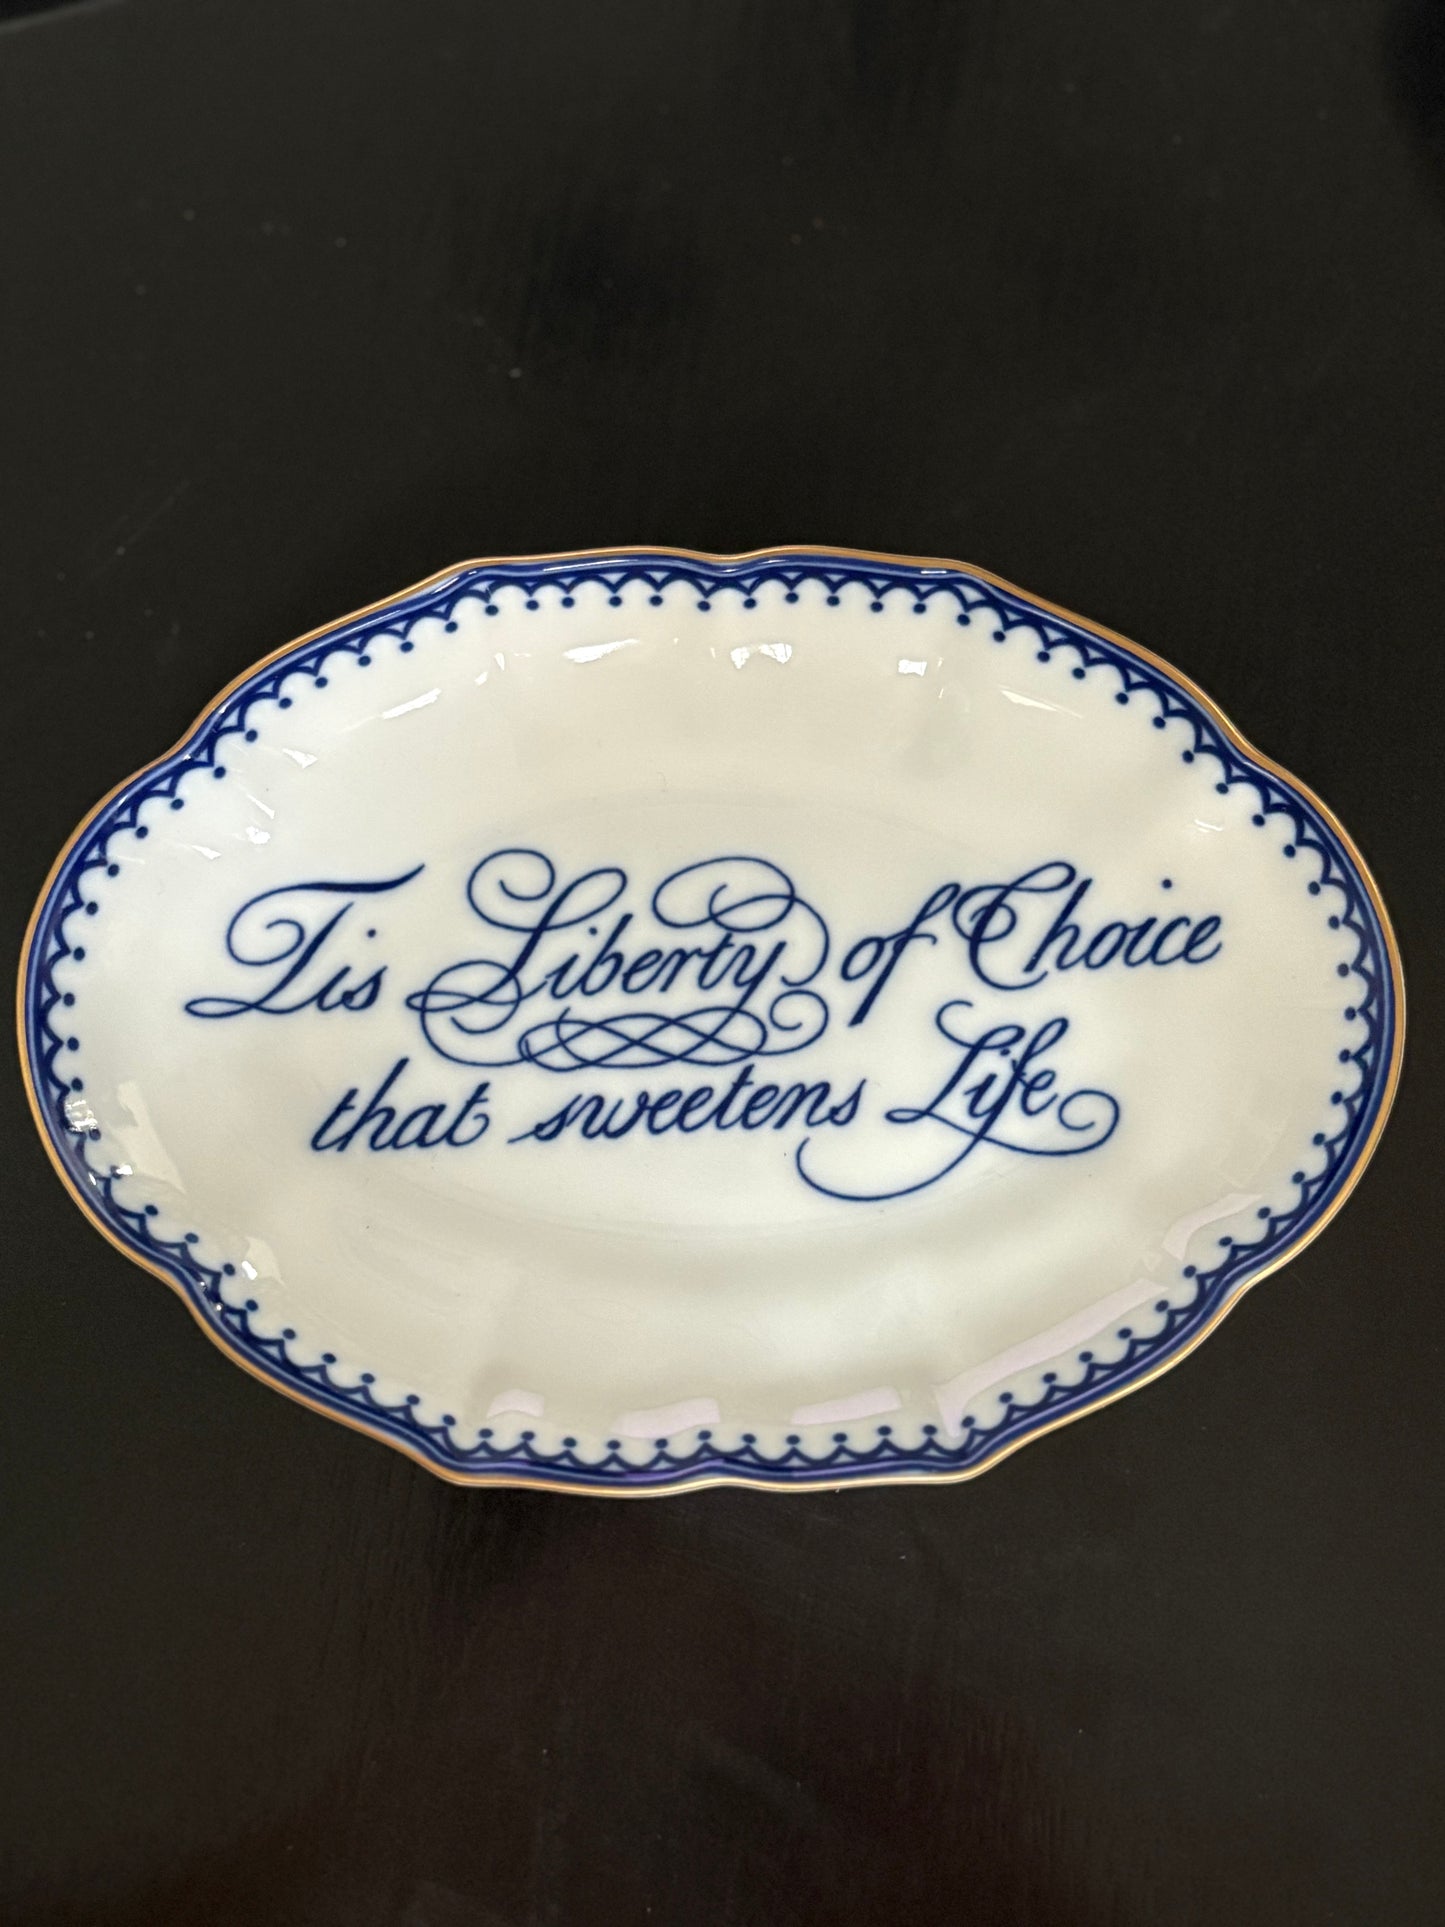 Tis Liberty of Choice
that sweetens Life